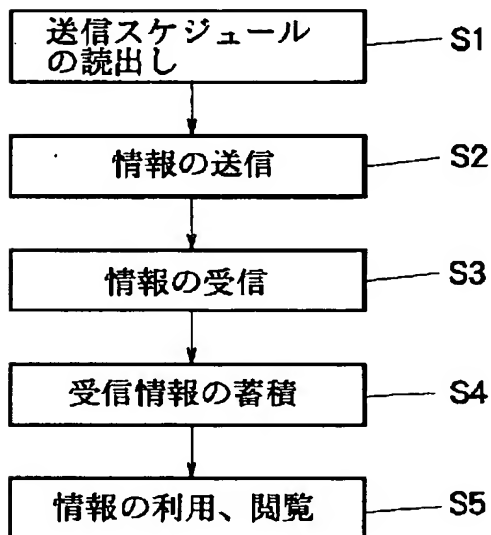 送信スケジュール
の読出し
S1
情報の送信
S2
情報の受信
S3
受信情報の蓄積
S4
情報の利用、閲覧
S5